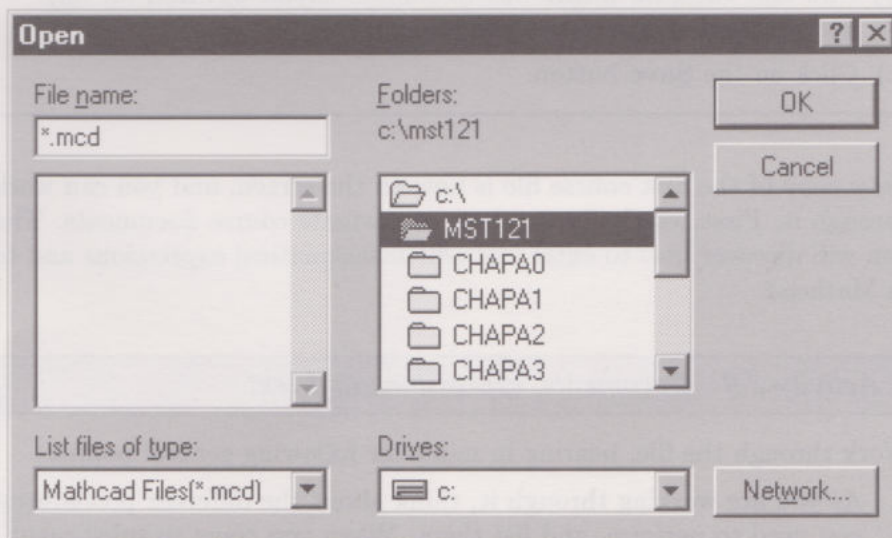 Open
File name:
*.mcd
Folders:
c:\mst121
OK
Cancel
c:\
MST121
CHAPA0
CHAPA1
CHAPA2
CHAPA3
List files of type:
Mathcad Files(*.mcd)
Drives:
c:
Network...